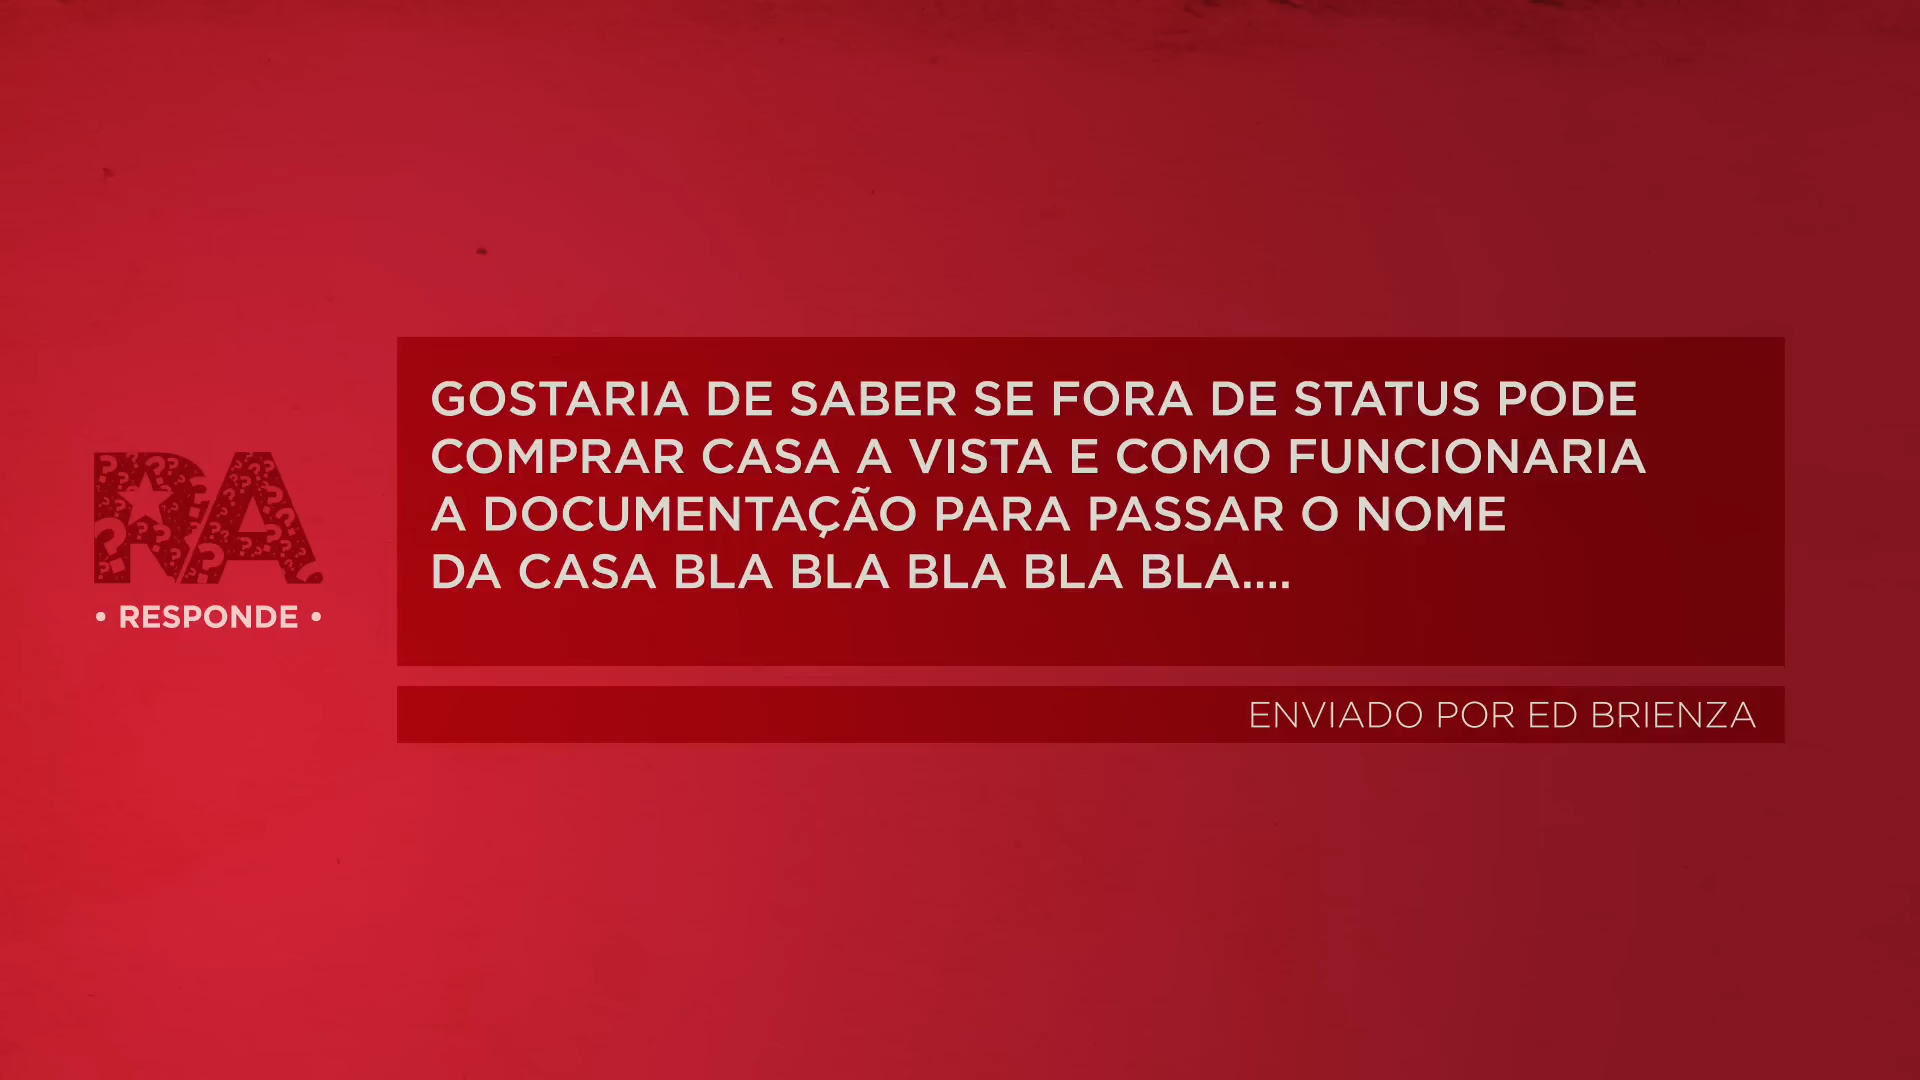 GOSTARIA DE SABER SE FORA DE STATUS PODE
COMPRAR CASA A VISTA E COMO FUNCIONARIA
A DOCUMENTAÇÃO PARA PASSAR O NOME
DA CASA BLA BLA BLA BLA BLA....
RA
• RESPONDE •
ENVIADO POR ED BRIENZA